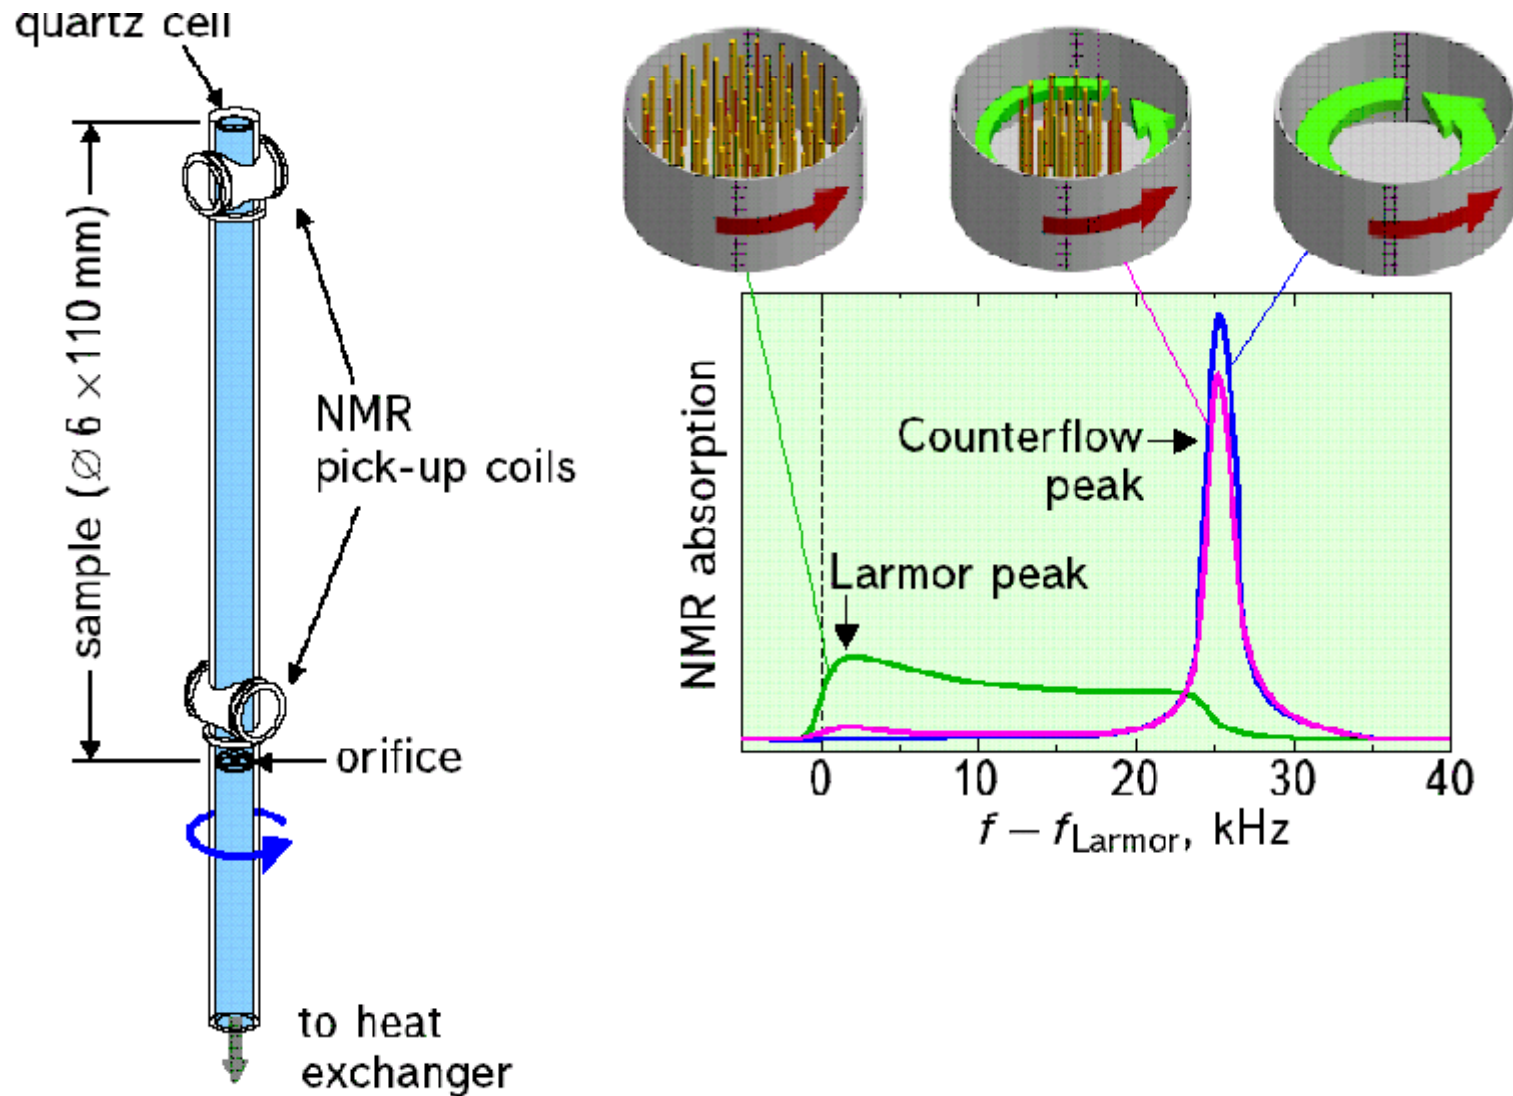 quartz cell
sample (⌀ 6 × 110 mm)
NMR
pick-up coils
orifice
to heat
exchanger
NMR absorption
Counterflow
peak
Larmor peak
0 10 20 30 40
f − fLarmor, kHz